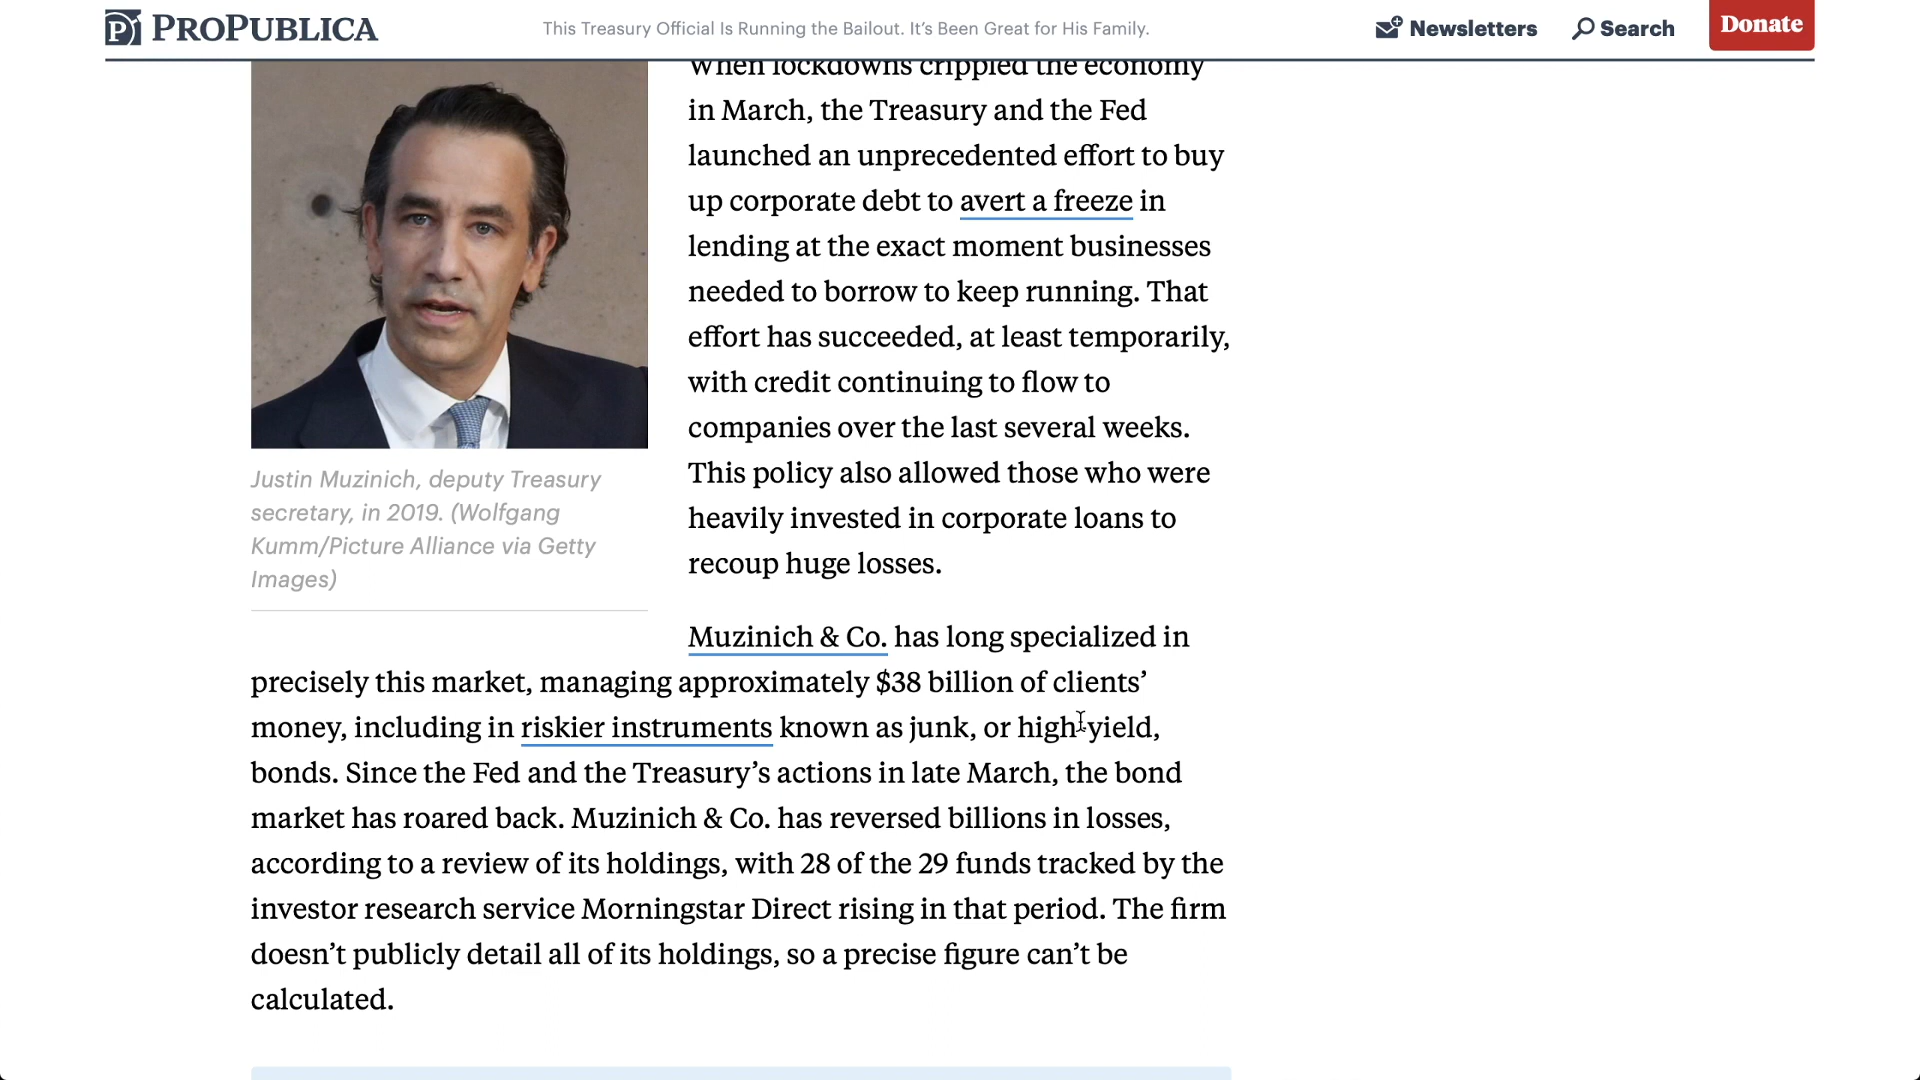 PROPUBLICA
This Treasury Official Is Running the Bailout. It’s Been Great for His Family.
Newsletters
Search
Donate
When lockdowns crippled the economy
in March, the Treasury and the Fed
launched an unprecedented effort to buy
up corporate debt to avert a freeze in
lending at the exact moment businesses
needed to borrow to keep running. That
effort has succeeded, at least temporarily,
with credit continuing to flow to
companies over the last several weeks.
This policy also allowed those who were
heavily invested in corporate loans to
recoup huge losses.
Justin Muzinich, deputy Treasury
secretary, in 2019. (Wolfgang
Kumm/Picture Alliance via Getty
Images)
Muzinich & Co. has long specialized in
precisely this market, managing approximately $38 billion of clients’
money, including in riskier instruments known as junk, or high-yield,
bonds. Since the Fed and the Treasury’s actions in late March, the bond
market has roared back. Muzinich & Co. has reversed billions in losses,
according to a review of its holdings, with 28 of the 29 funds tracked by the
investor research service Morningstar Direct rising in that period. The firm
doesn’t publicly detail all of its holdings, so a precise figure can’t be
calculated.